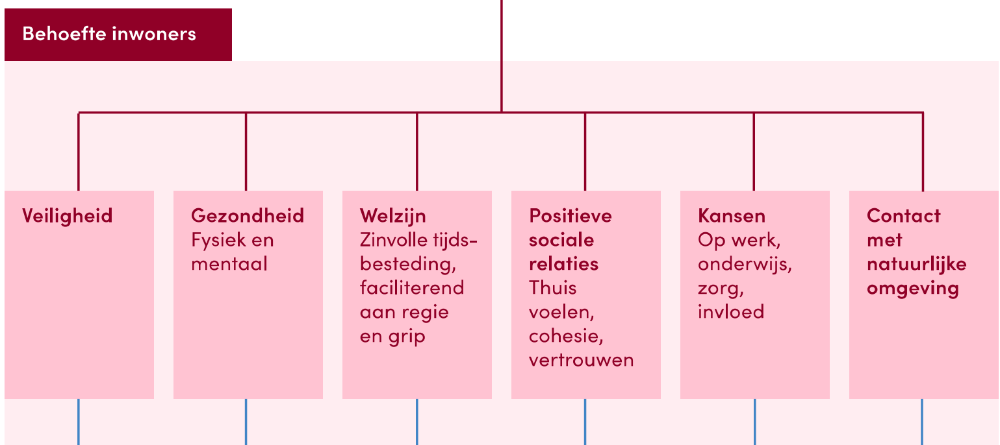 Behoefte inwoners
Veiligheid
Gezondheid
Fysiek en
mentaal
Welzijn
Zinvolle tijds-
besteding,
faciliterend
aan regie
en grip
Positieve
sociale
relaties
Thuis
voelen,
cohesie,
vertrouwen
Kansen
Op werk,
onderwijs,
zorg,
invloed
Contact
met
natuurlijke
omgeving